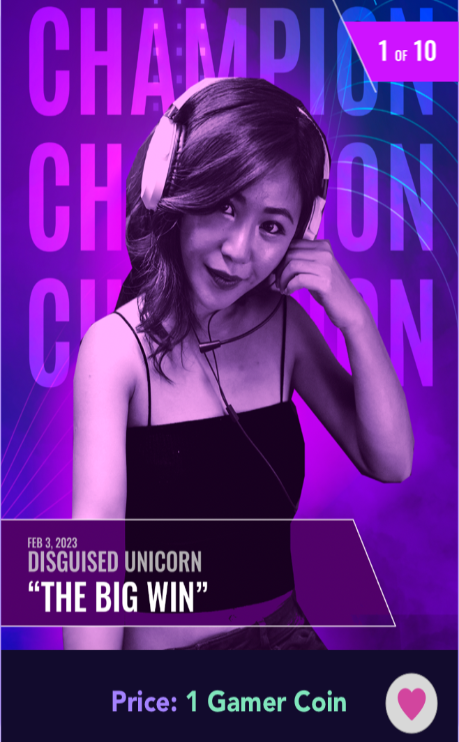 CHAMPION
1 OF 10
CHAMPION
CHAMPION
FEB 3, 2023
DISGUISED UNICORN
“THE BIG WIN”
Price: 1 Gamer Coin